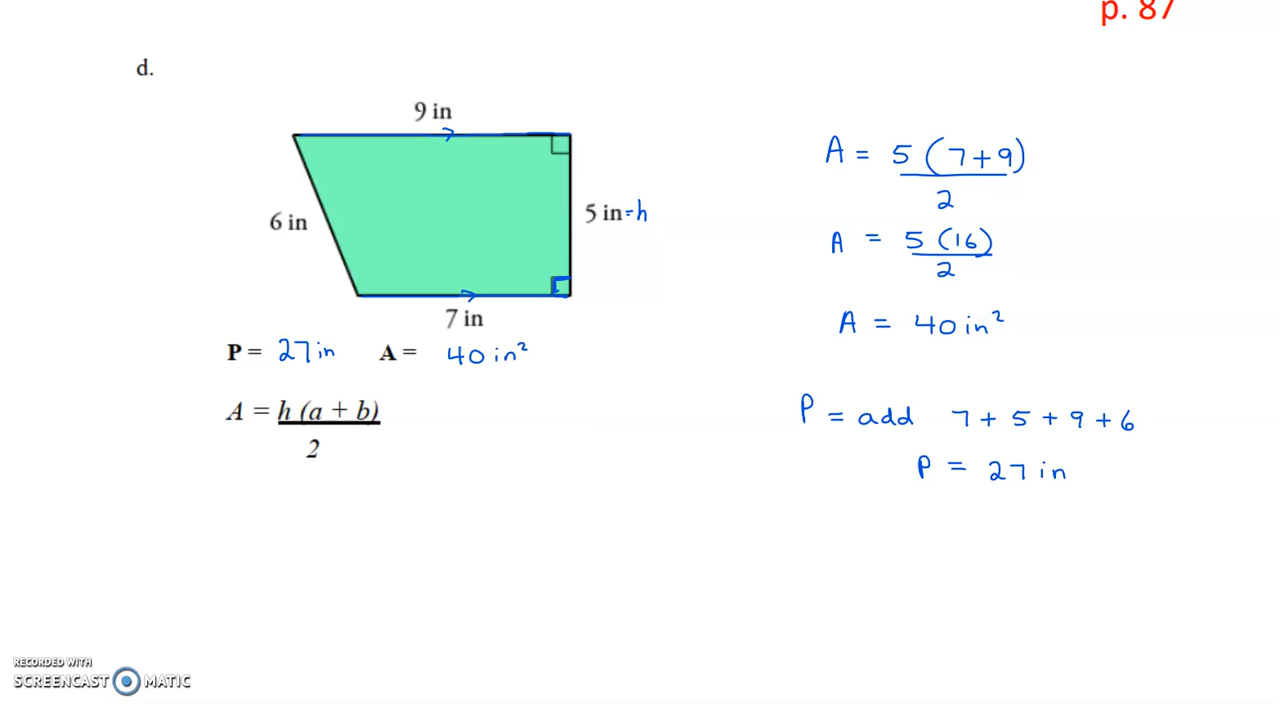 p. 87
d.
9 in
6 in
5 in = h
7 in
P = 27 in A = 40 in²
A = h (a + b)
2
A = 5 (7 + 9)
2
A = 5 (16)
2
A = 40 in²
P = add 7 + 5 + 9 + 6
P = 27 in
RECORDED WITH
SCREENCAST MATIC